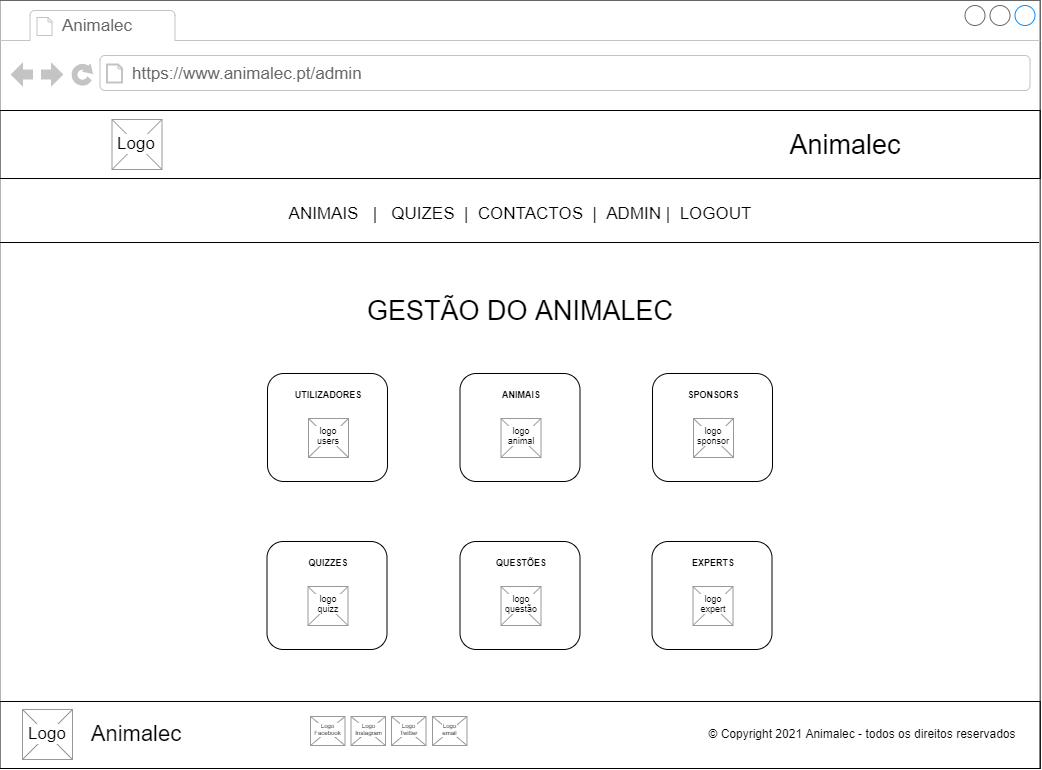 Animalec
https://www.animalec.pt/admin
Logo
Animalec
ANIMAIS | QUIZES | CONTACTOS | ADMIN | LOGOUT
GESTÃO DO ANIMALEC
UTILIZADORES
logo
users
ANIMAIS
logo
animal
SPONSORS
logo
sponsor
QUIZZES
logo
quizz
QUESTÕES
logo
questão
EXPERTS
logo
expert
Logo
Animalec
Logo
Facebook
Logo
Instagram
Logo
Twitter
Logo
email
© Copyright 2021 Animalec - todos os direitos reservados